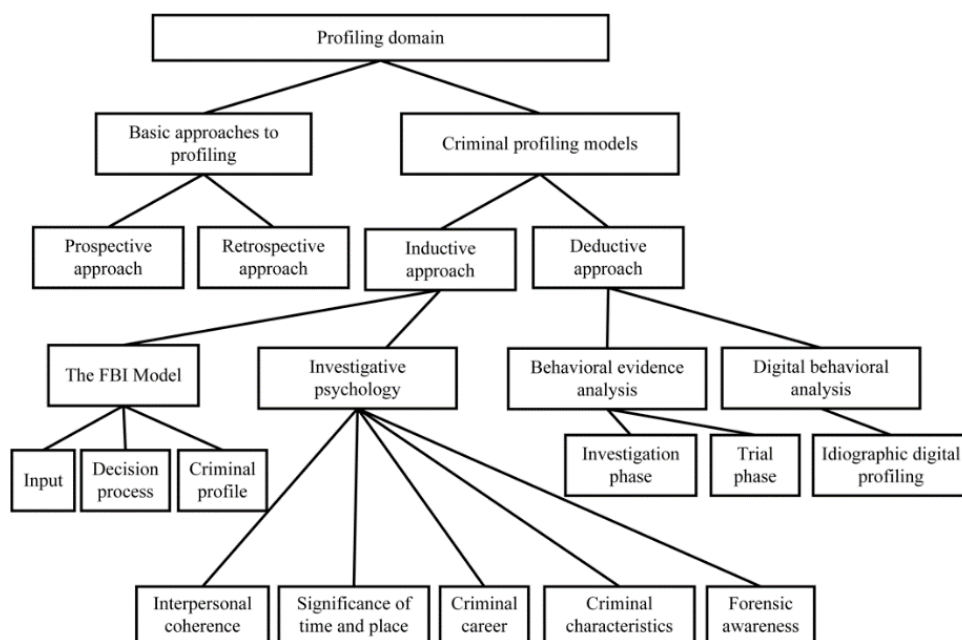 Profiling domain
Basic approaches to
profiling
Criminal profiling models
Prospective
approach
Retrospective
approach
Inductive
approach
Deductive
approach
The FBI Model
Investigative
psychology
Behavioral evidence
analysis
Digital behavioral
analysis
Input
Decision
process
Criminal
profile
Investigation
phase
Trial
phase
Idiographic digital
profiling
Interpersonal
coherence
Significance of
time and place
Criminal
career
Criminal
characteristics
Forensic
awareness